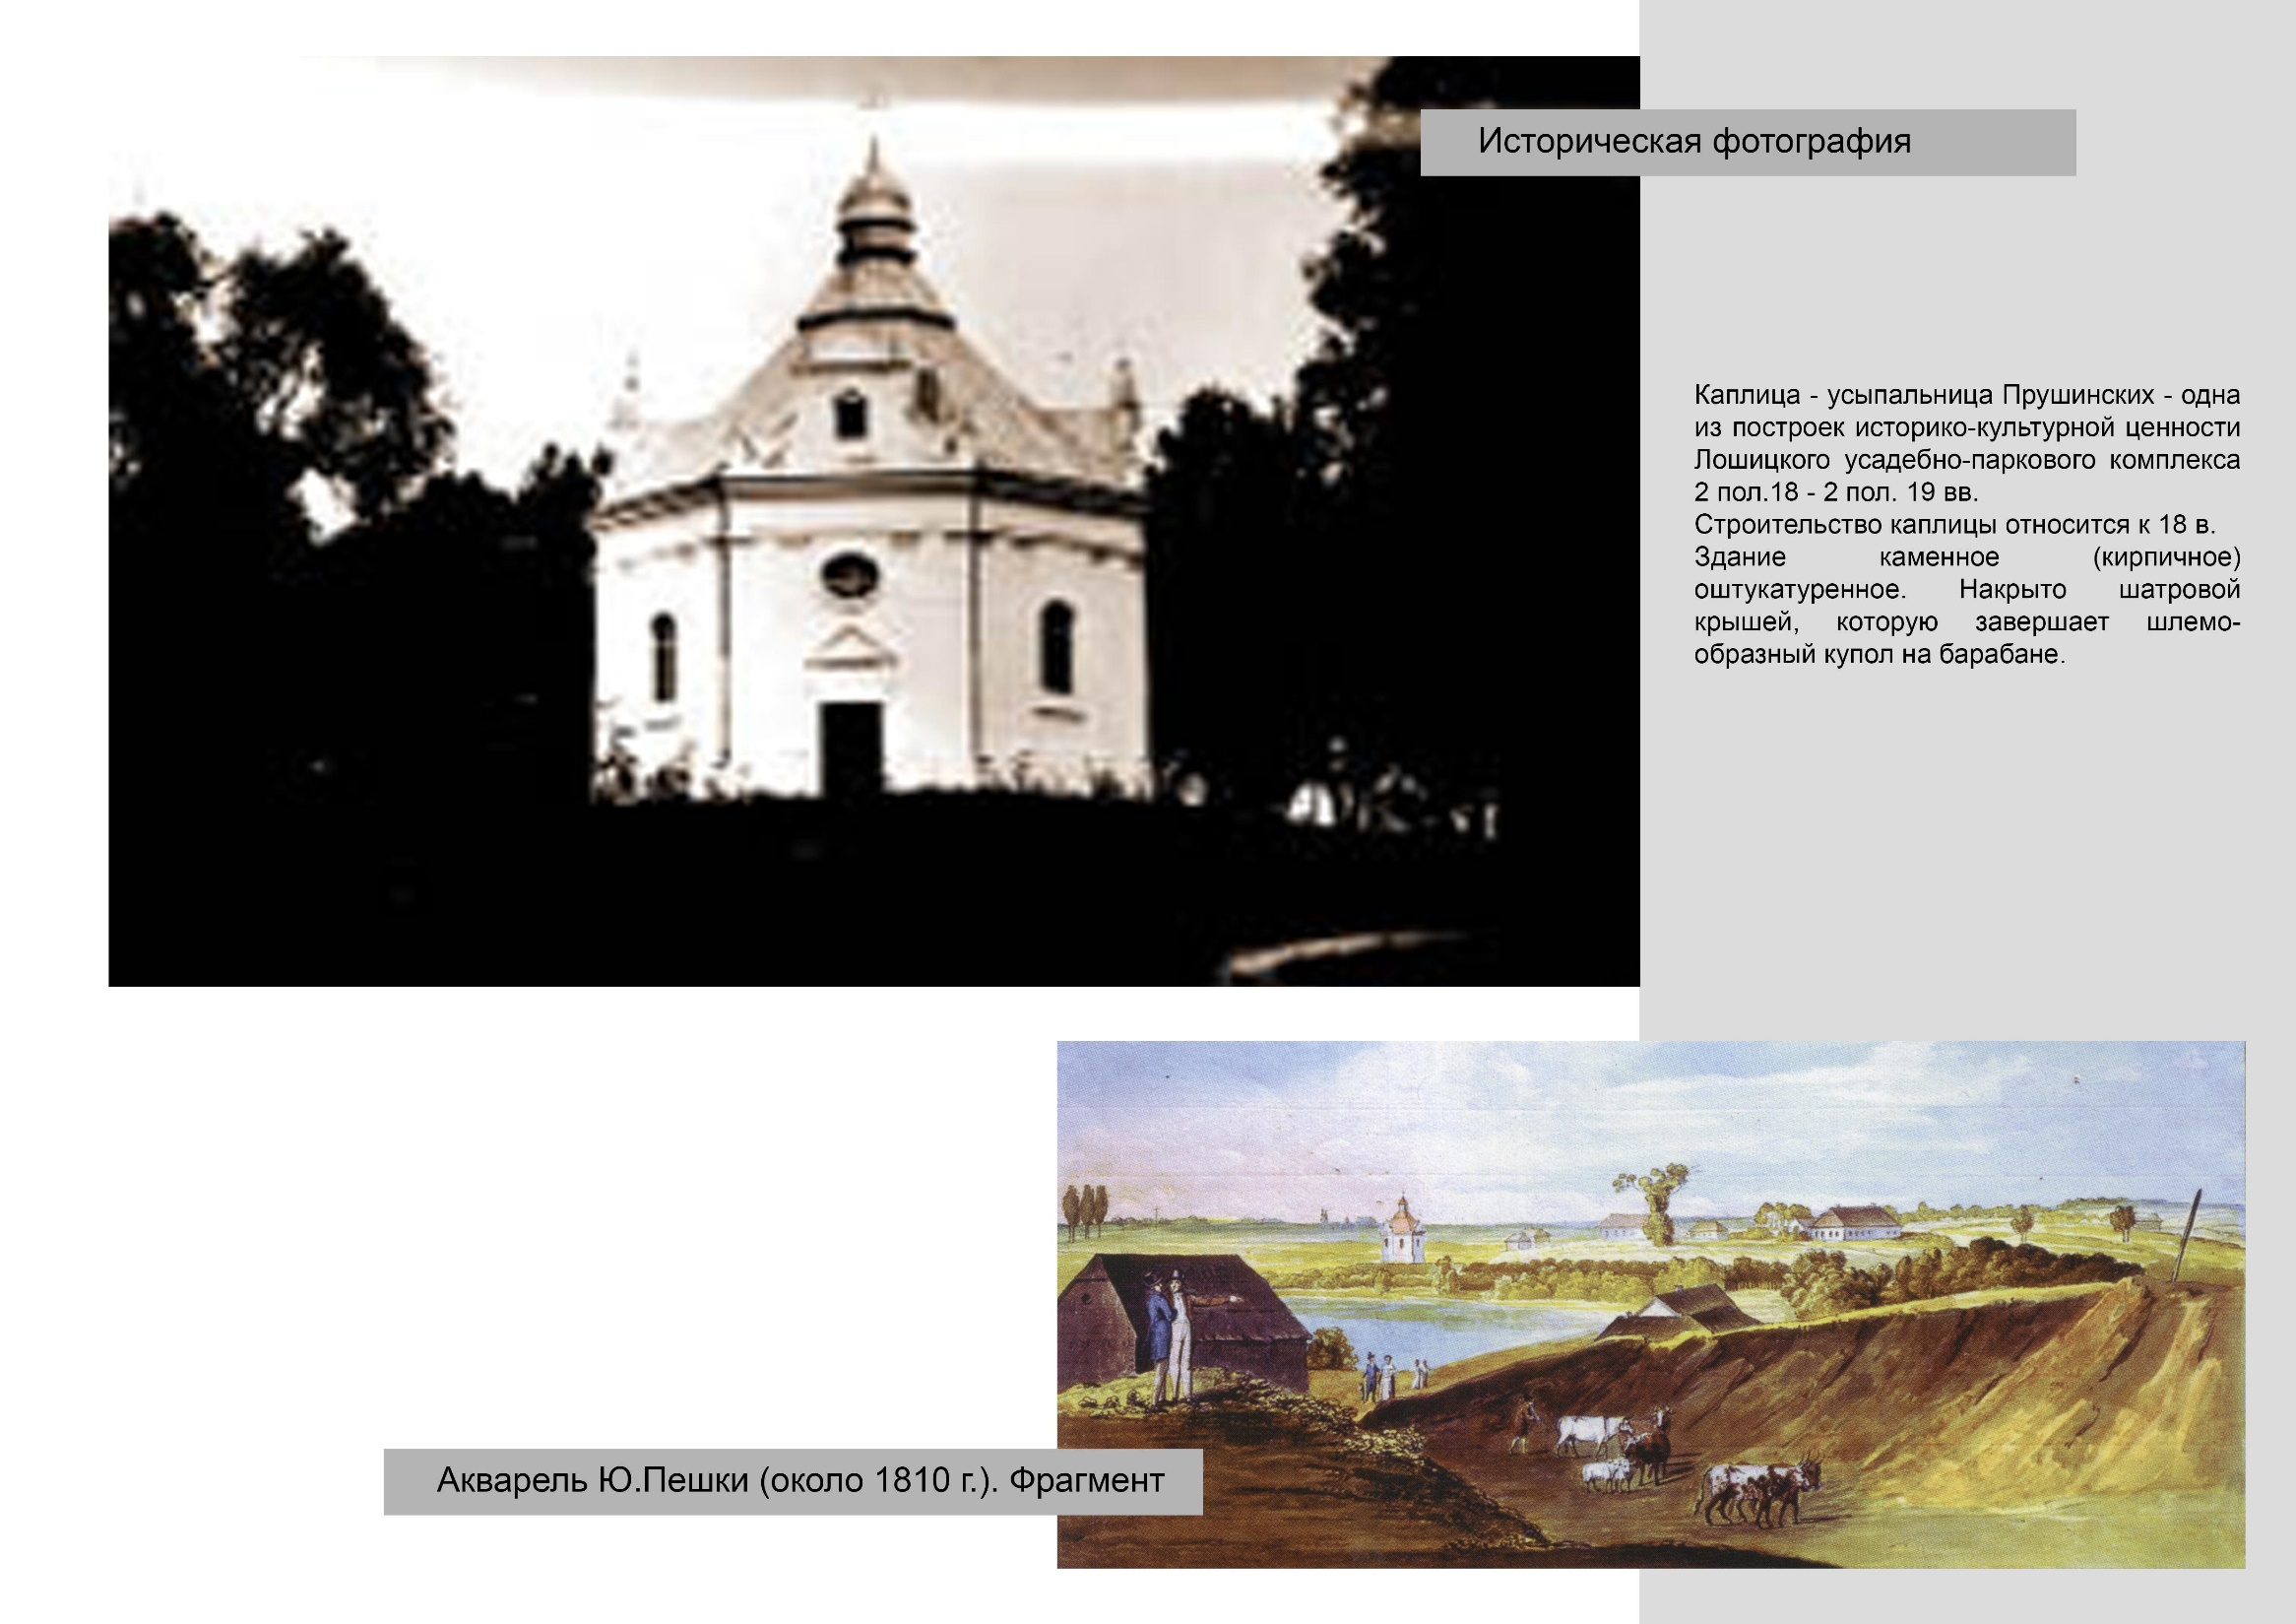 Историческая фотография
Каплица - усыпальница Прушинских - одна
из построек историко-культурной ценности
Лошицкого усадебно-паркового комплекса
2 пол.18 - 2 пол. 19 вв.
Строительство каплицы относится к 18 в.
Здание каменное (кирпичное)
оштукатуренное. Накрыто шатровой
крышей, которую завершает шлемо-
образный купол на барабане.
Акварель Ю.Пешки (около 1810 г.). Фрагмент